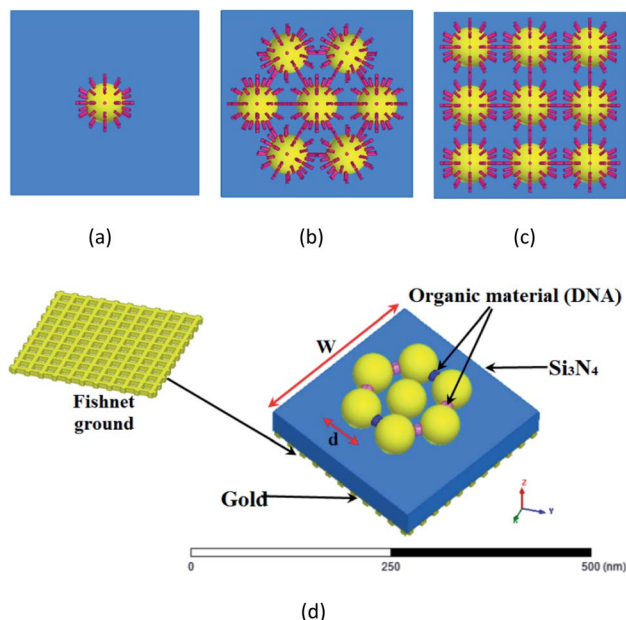 (a)
(b)
(c)
Organic material (DNA)
W
Si₃N₄
Fishnet
ground
d
Gold
Z
Y
X
0
250
500 (nm)
(d)